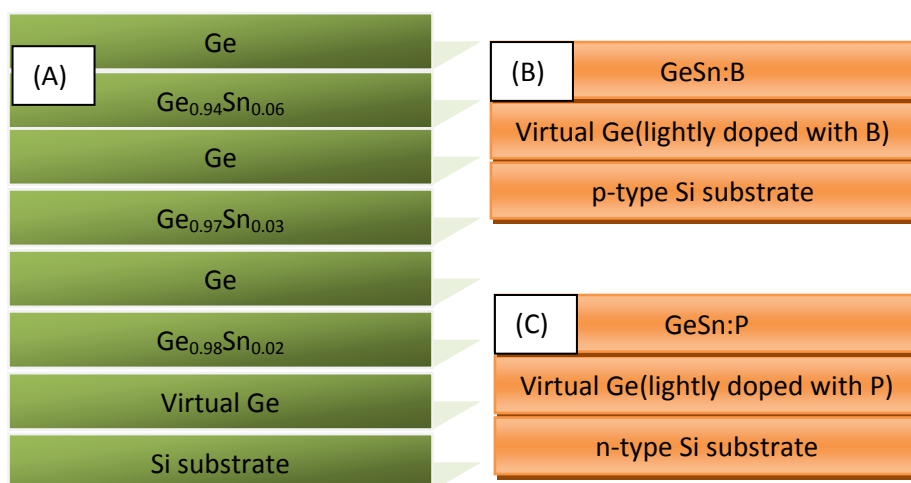 (A)
Ge
Ge₀.₉₄Sn₀.₀₆
Ge
Ge₀.₉₇Sn₀.₀₃
Ge
Ge₀.₉₈Sn₀.₀₂
Virtual Ge
Si substrate
(B)
GeSn:B
Virtual Ge(lightly doped with B)
p-type Si substrate
(C)
GeSn:P
Virtual Ge(lightly doped with P)
n-type Si substrate